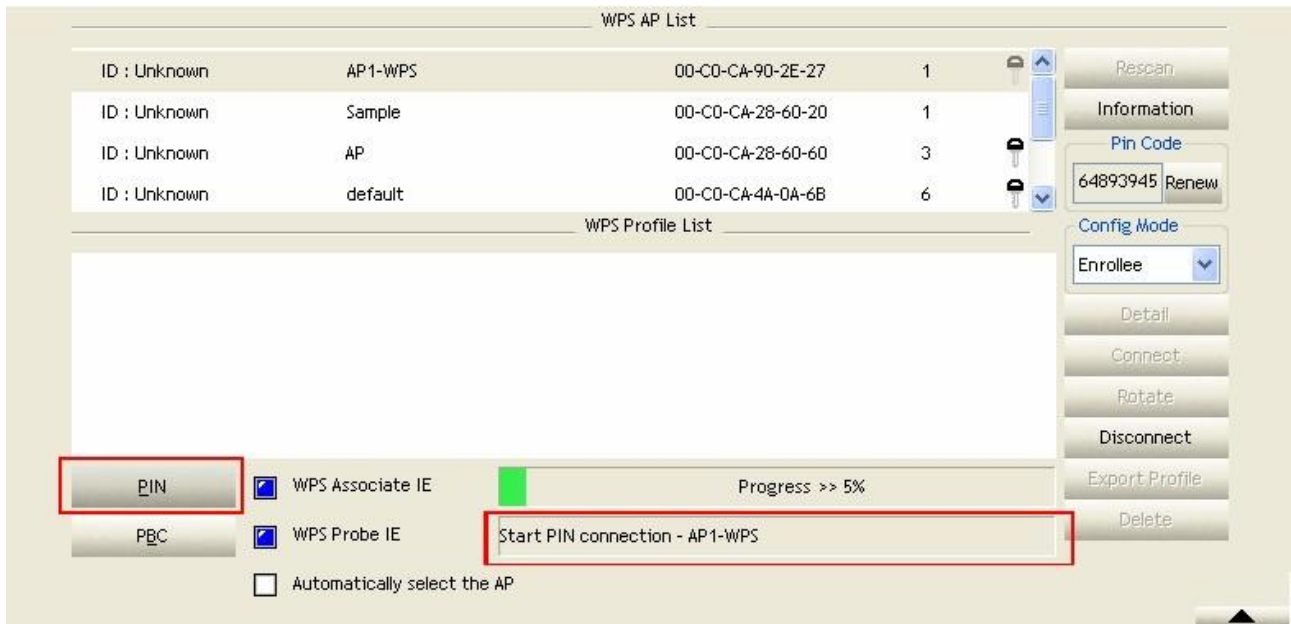 WPS AP List
ID : Unknown AP1-WPS 00-C0-CA-90-2E-27 1
Rescan
ID : Unknown Sample 00-C0-CA-28-60-20 1
Information
ID : Unknown AP 00-C0-CA-28-60-60 3
Pin Code
ID : Unknown default 00-C0-CA-4A-0A-6B 6
64893945 Renew
WPS Profile List
Config Mode
Enrollee
Detail
Connect
Rotate
Disconnect
PIN WPS Associate IE Progress >> 5%
Export Profile
PBC WPS Probe IE Start PIN connection - AP1-WPS
Delete
Automatically select the AP